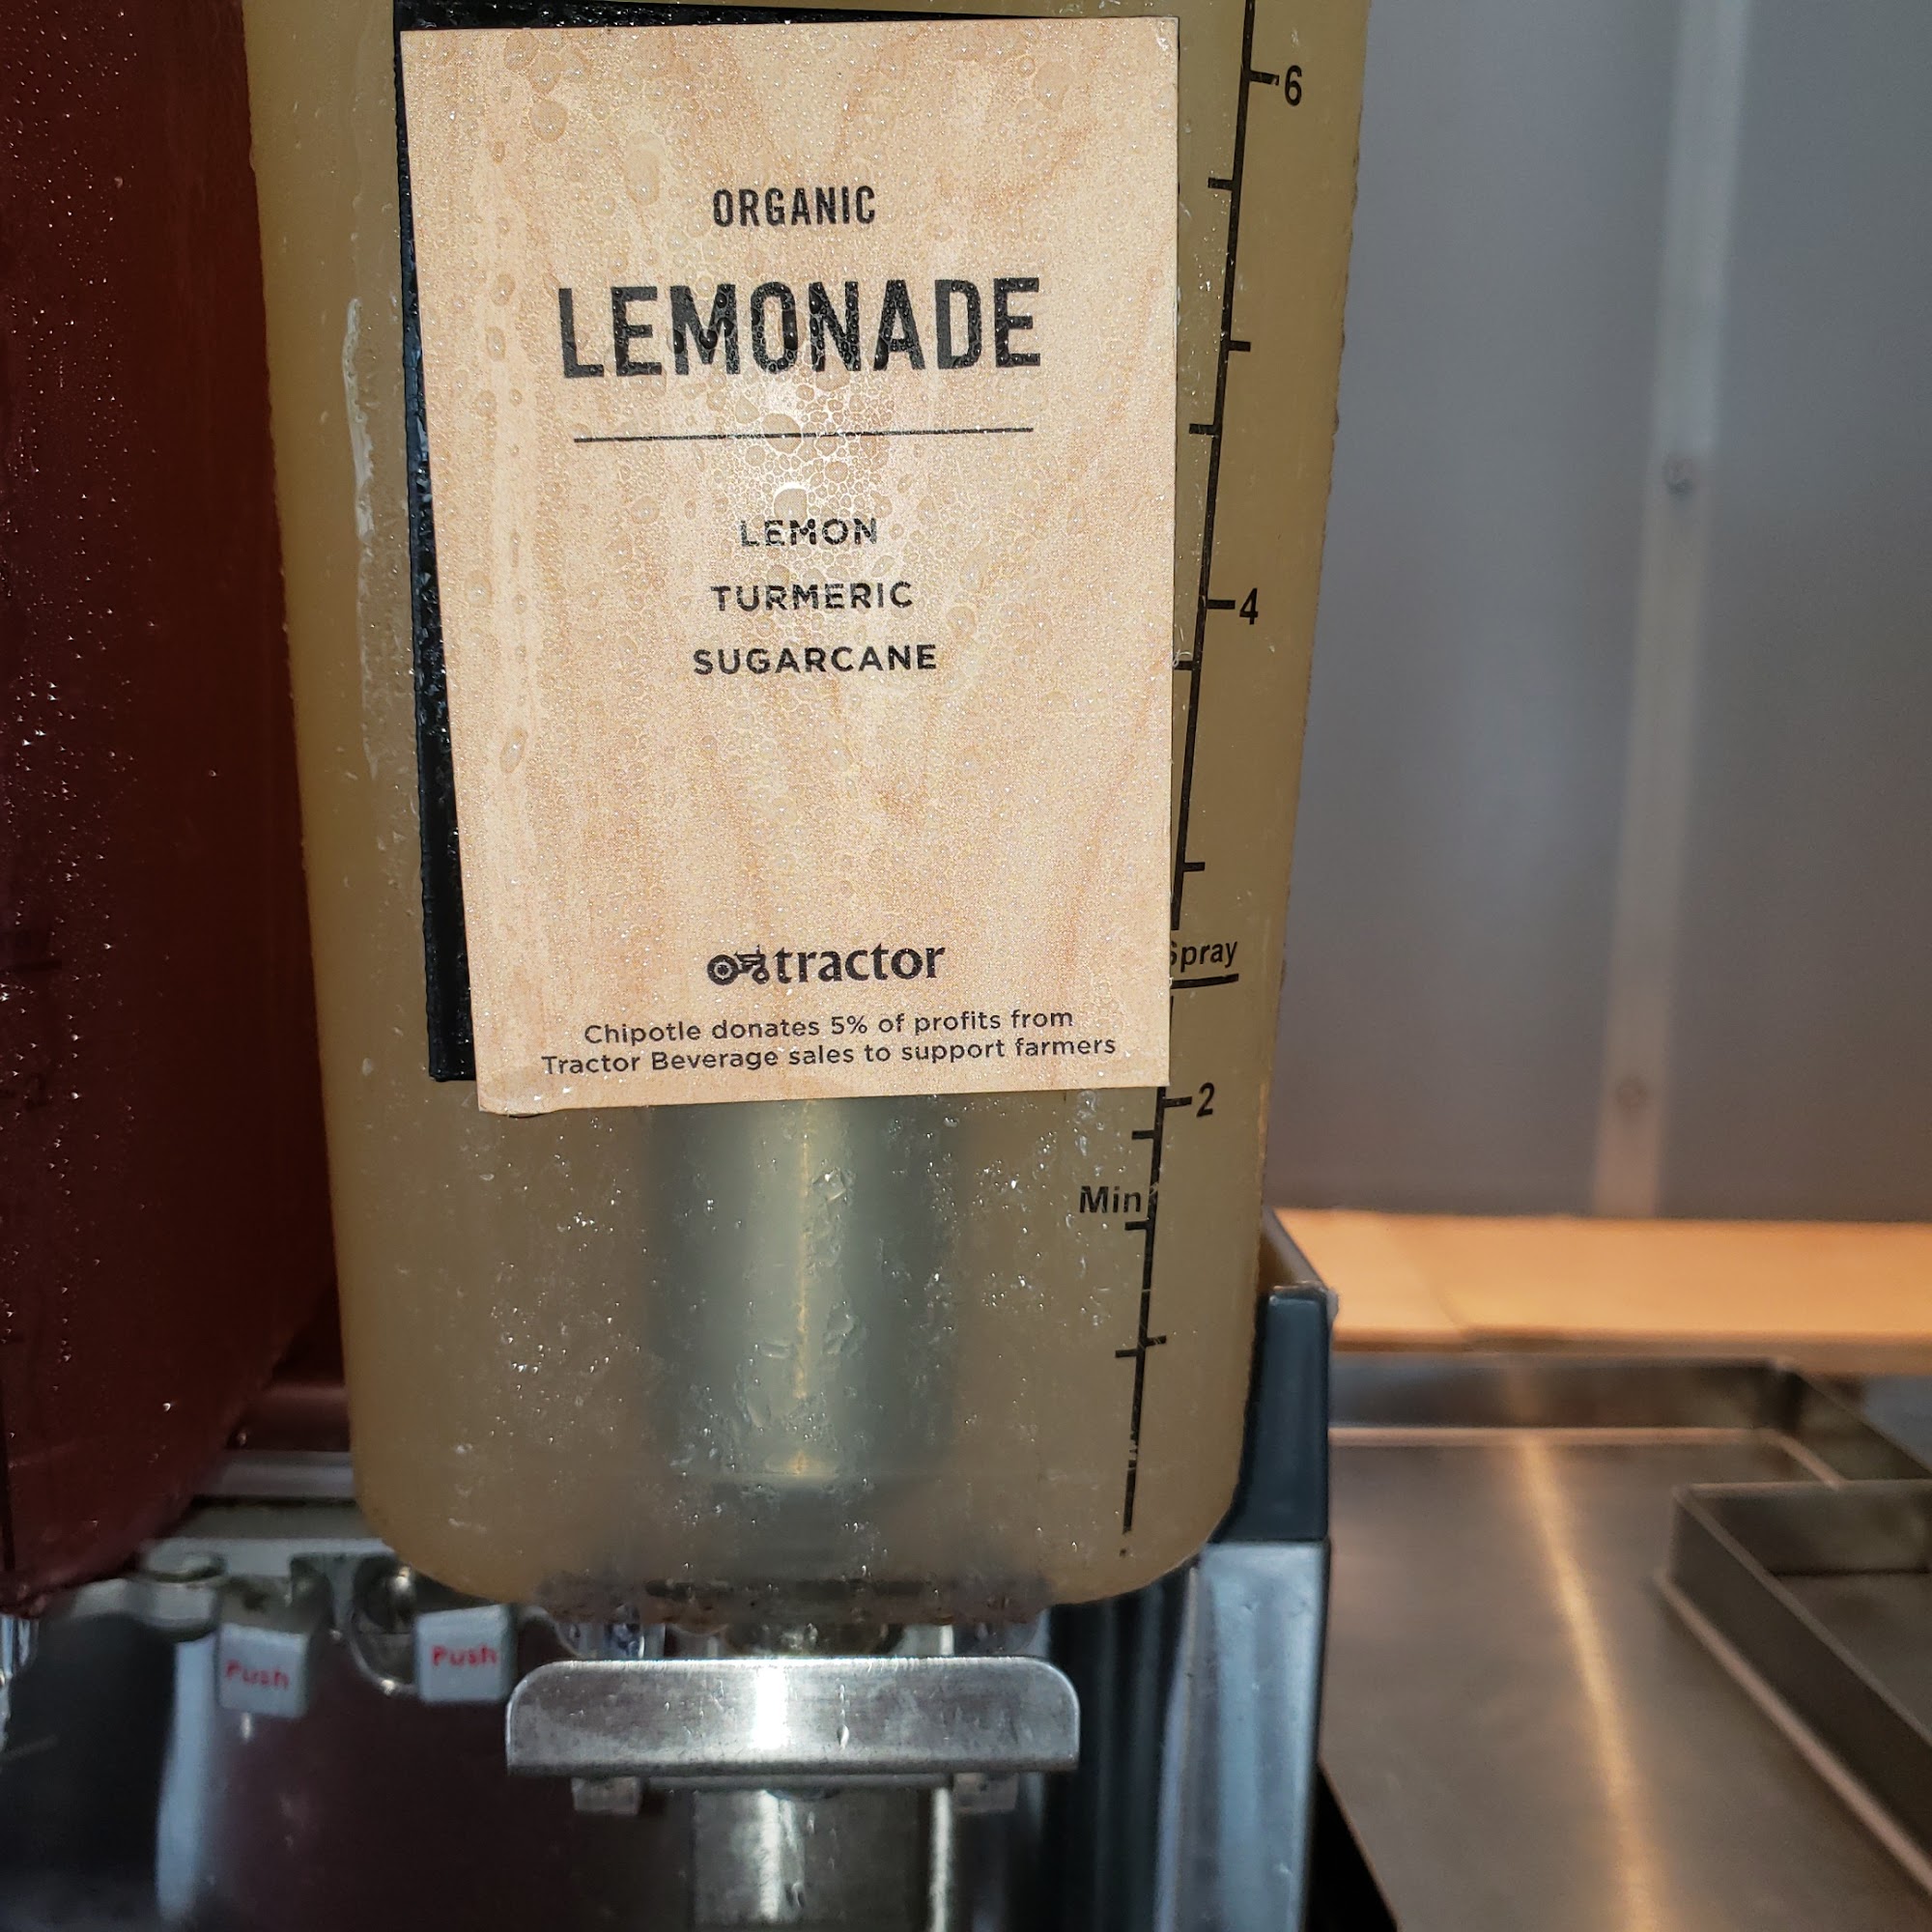 ORGANIC
LEMONADE
LEMON
TURMERIC
SUGARCANE
tractor
Chipotle donates 5% of profits from
Tractor Beverage sales to support farmers
6
4
Spray
2
Min
Push
Push